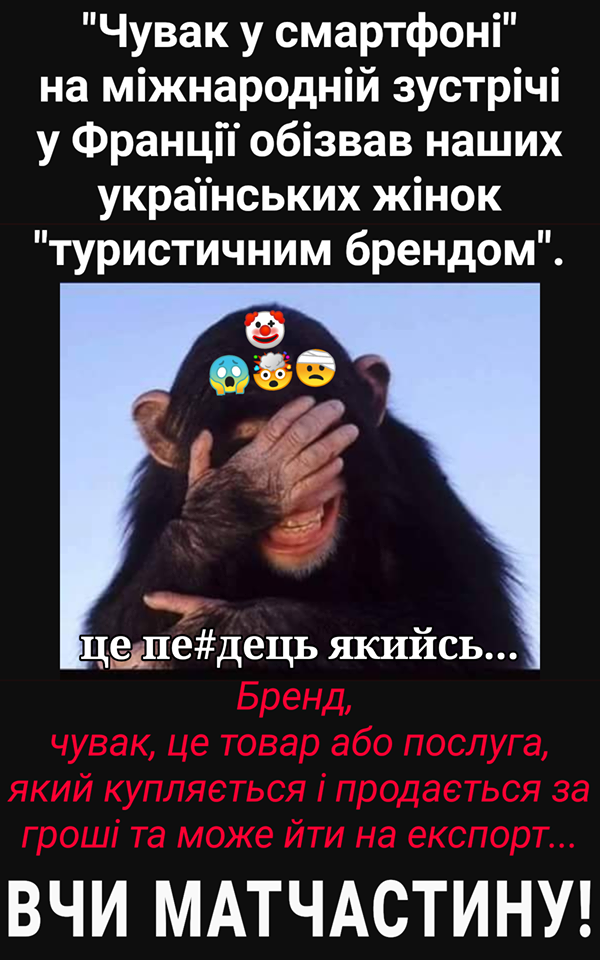 "Чувак у смартфоні"
на міжнародній зустрічі
у Франції обізвав наших
українських жінок
"туристичним брендом".
це пе#дець якийсь...
Бренд,
чувак, це товар або послуга,
який купляється і продається за
гроші та може йти на експорт...
ВЧИ МАТЧАСТИНУ!